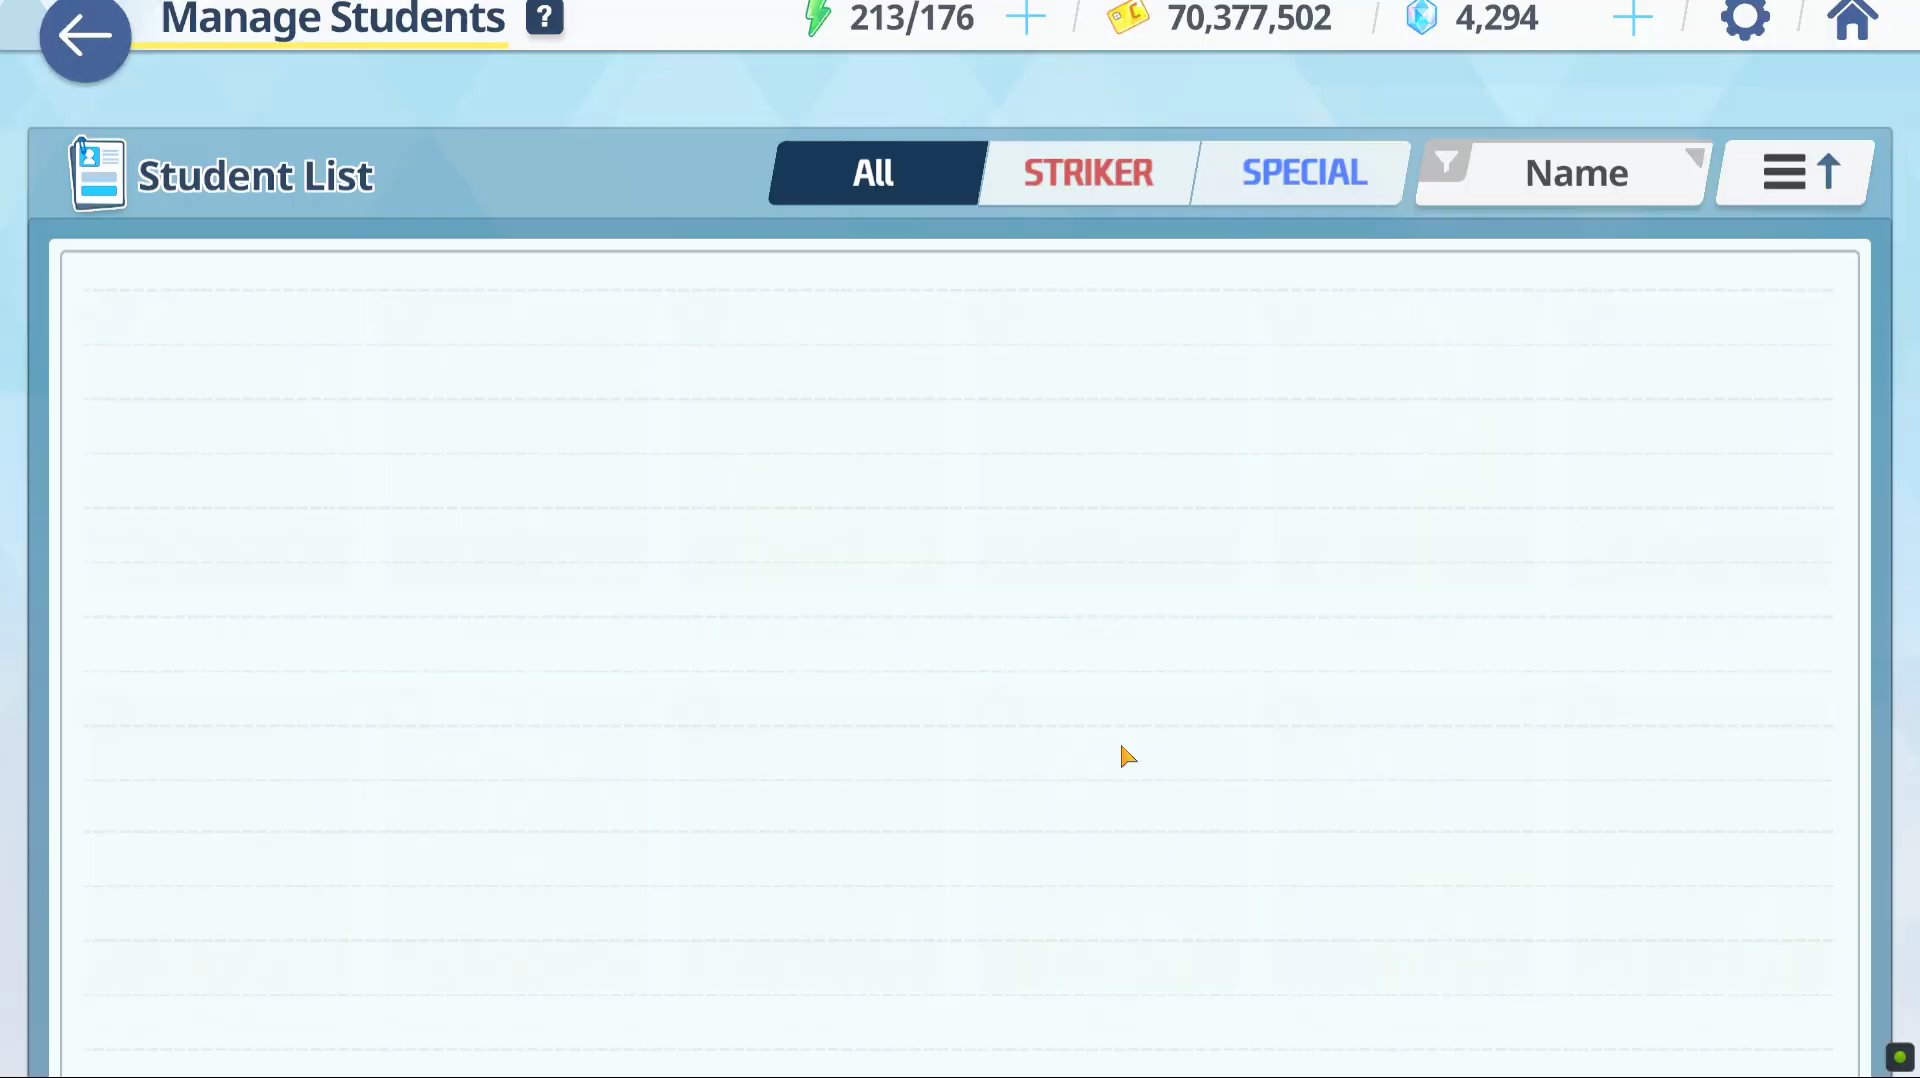 Manage Students ? 213/176 70,377,502 4,294
Student List All STRIKER SPECIAL Name